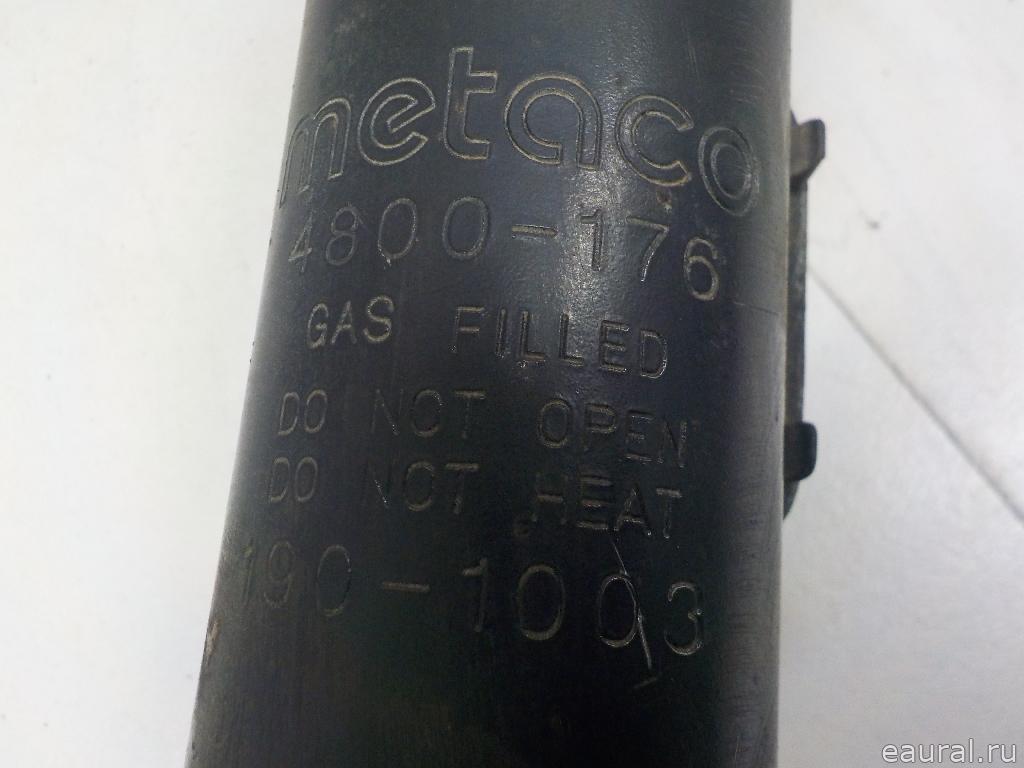 metaco
4800-176
GAS FILLED
DO NOT OPEN
DO NOT HEAT
190-1003
eaural.ru